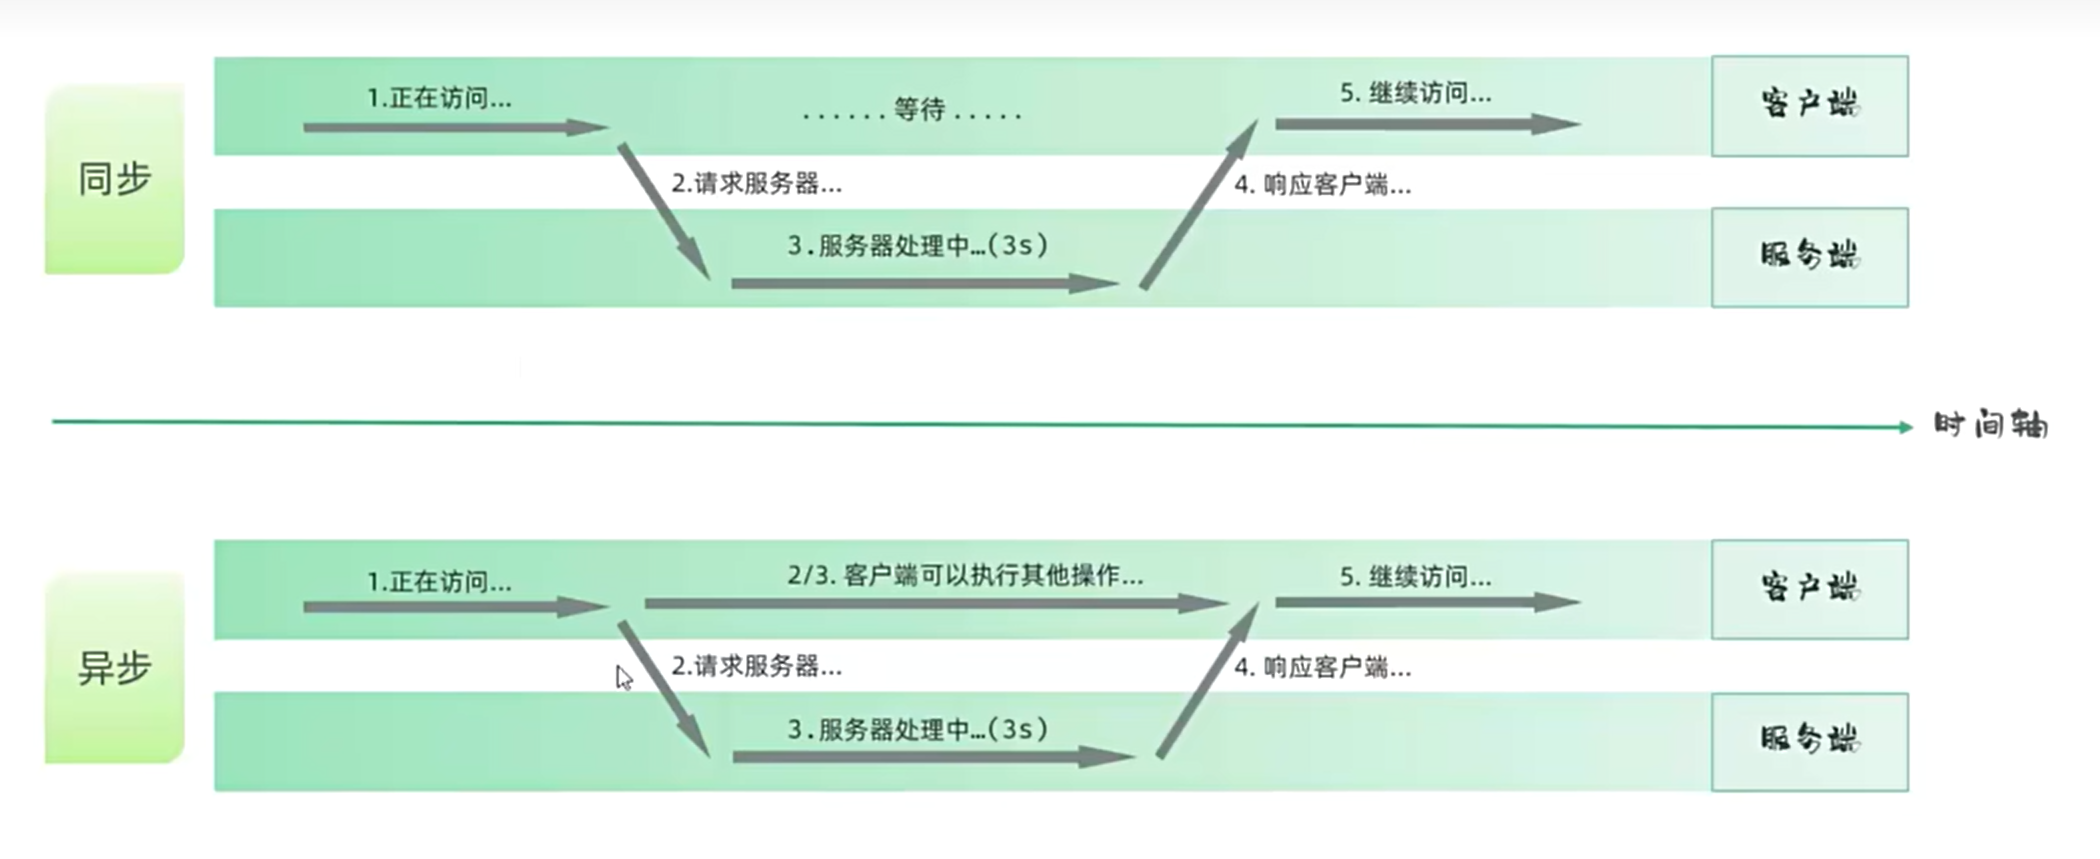 同步
1.正在访问...
......等待.....
5. 继续访问...
客户端
2.请求服务器...
4. 响应客户端...
3.服务器处理中...(3s)
服务端
时间轴
异步
1.正在访问...
2/3. 客户端可以执行其他操作...
5. 继续访问...
客户端
2.请求服务器...
4. 响应客户端...
3.服务器处理中...(3s)
服务端